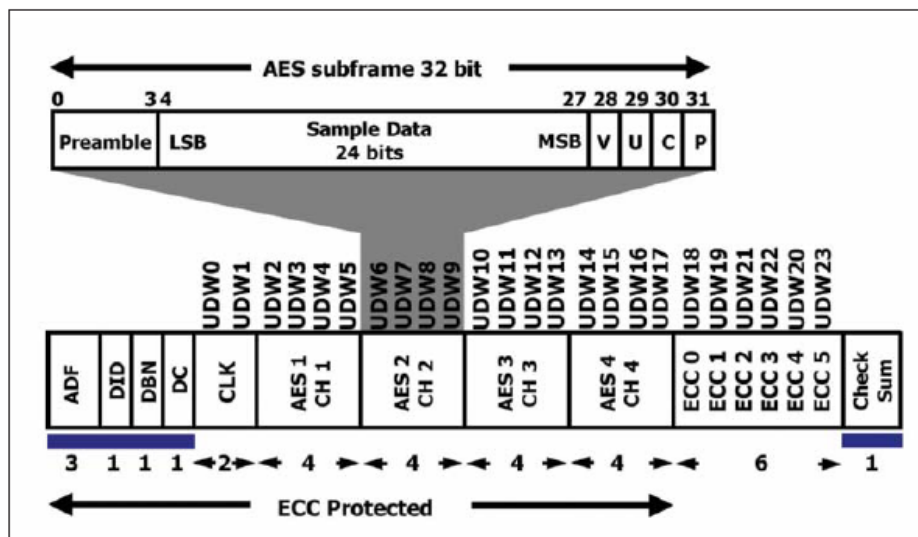 AES subframe 32 bit
0 3 4 27 28 29 30 31
Preamble LSB Sample Data 24 bits MSB V U C P
UDW0 UDW1 UDW2 UDW3 UDW4 UDW5 UDW6 UDW7 UDW8 UDW9 UDW10 UDW11 UDW12 UDW13 UDW14 UDW15 UDW16 UDW17 UDW18 UDW19 UDW21 UDW22 UDW20 UDW23
ADF DID DBN DC CLK AES 1 CH 1 AES 2 CH 2 AES 3 CH 3 AES 4 CH 4 ECC 0 ECC 1 ECC 2 ECC 3 ECC 4 ECC 5 Check Sum
3 1 1 1 2 4 4 4 4 6 1
ECC Protected